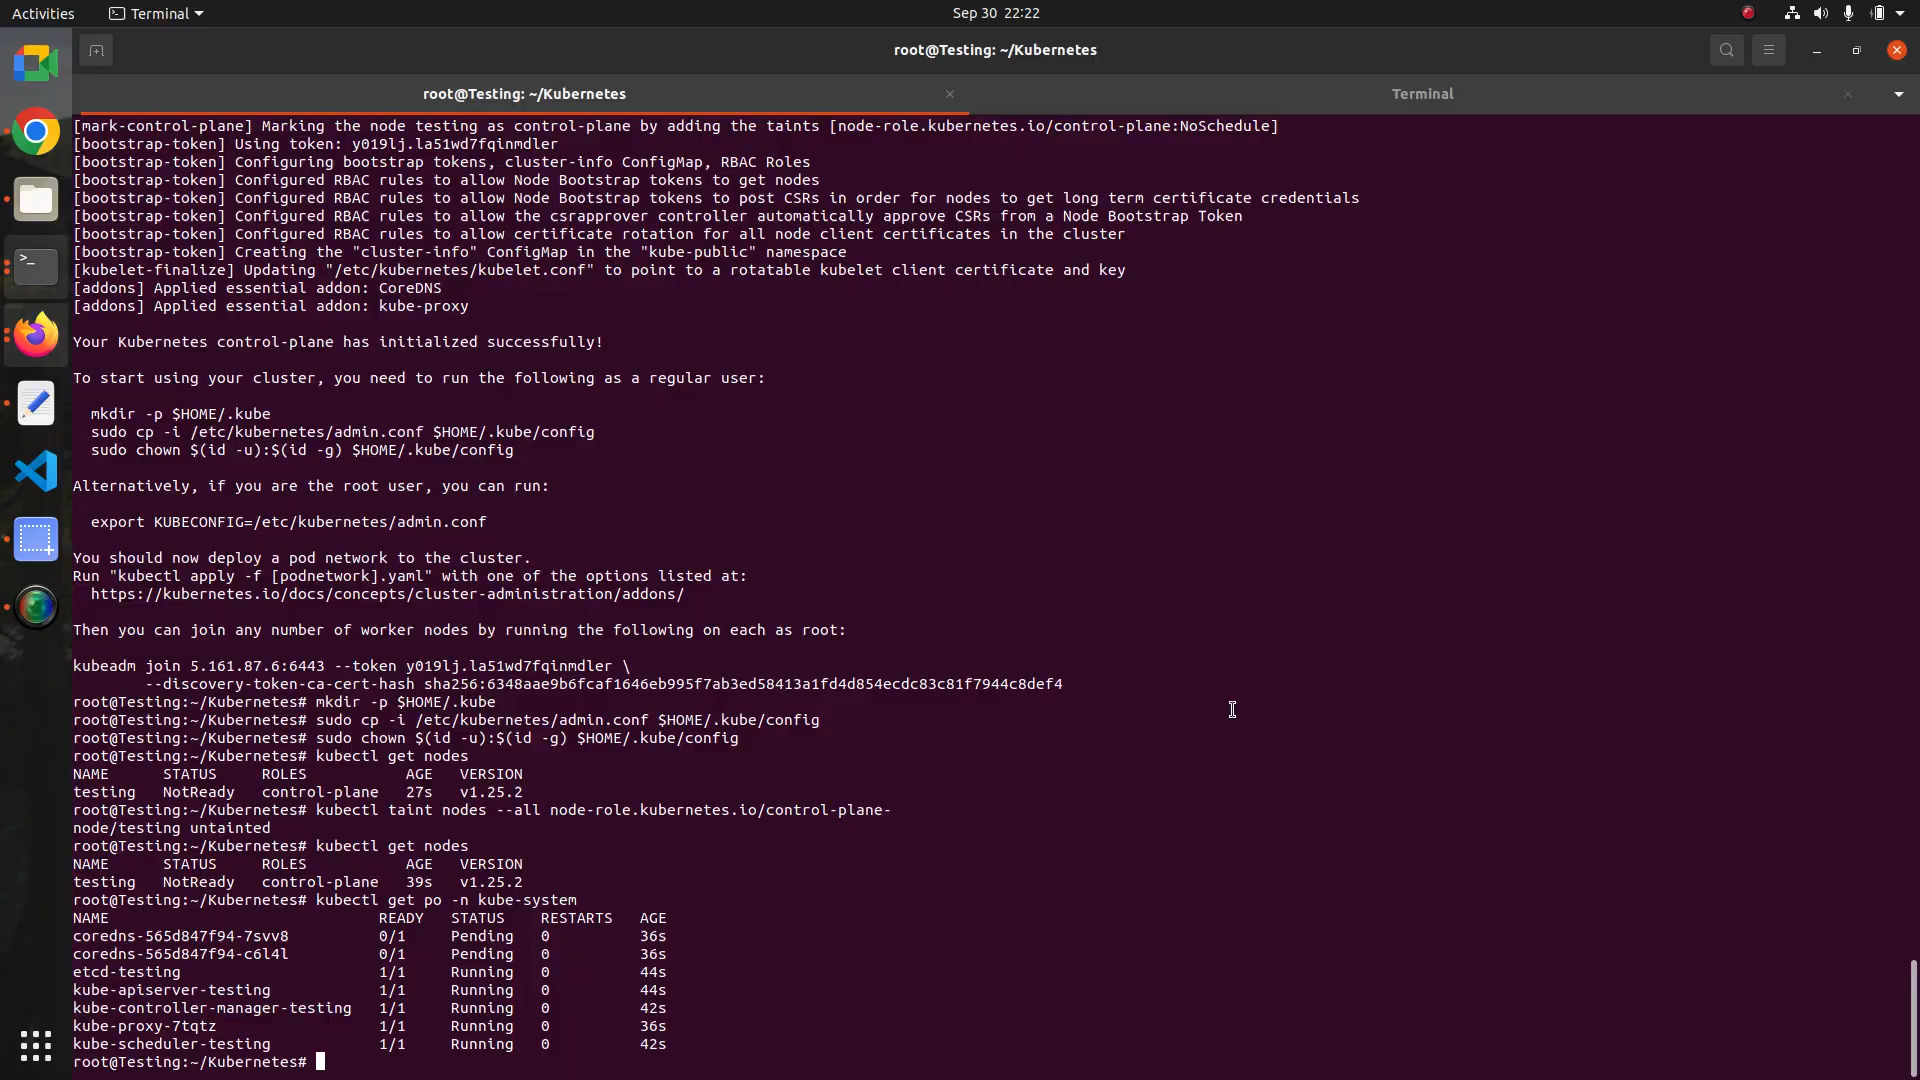 Activities
Terminal
Sep 30 22:22
root@Testing: ~/Kubernetes
root@Testing: ~/Kubernetes
Terminal
[mark-control-plane] Marking the node testing as control-plane by adding the taints [node-role.kubernetes.io/control-plane:NoSchedule]
[bootstrap-token] Using token: y019lj.la51wd7fqinmdler
[bootstrap-token] Configuring bootstrap tokens, cluster-info ConfigMap, RBAC Roles
[bootstrap-token] Configured RBAC rules to allow Node Bootstrap tokens to get nodes
[bootstrap-token] Configured RBAC rules to allow Node Bootstrap tokens to post CSRs in order for nodes to get long term certificate credentials
[bootstrap-token] Configured RBAC rules to allow the csrapprover controller automatically approve CSRs from a Node Bootstrap Token
[bootstrap-token] Configured RBAC rules to allow certificate rotation for all node client certificates in the cluster
[bootstrap-token] Creating the "cluster-info" ConfigMap in the "kube-public" namespace
[kubelet-finalize] Updating "/etc/kubernetes/kubelet.conf" to point to a rotatable kubelet client certificate and key
[addons] Applied essential addon: CoreDNS
[addons] Applied essential addon: kube-proxy
Your Kubernetes control-plane has initialized successfully!
To start using your cluster, you need to run the following as a regular user:
mkdir -p $HOME/.kube
sudo cp -i /etc/kubernetes/admin.conf $HOME/.kube/config
sudo chown $(id -u):$(id -g) $HOME/.kube/config
Alternatively, if you are the root user, you can run:
export KUBECONFIG=/etc/kubernetes/admin.conf
You should now deploy a pod network to the cluster.
Run "kubectl apply -f [podnetwork].yaml" with one of the options listed at:
https://kubernetes.io/docs/concepts/cluster-administration/addons/
Then you can join any number of worker nodes by running the following on each as root:
kubeadm join 5.161.87.6:6443 --token y019lj.la51wd7fqinmdler \
--discovery-token-ca-cert-hash sha256:6348aae9b6fcaf1646eb995f7ab3ed58413a1fd4d854ecdc83c81f7944c8def4
root@Testing:~/Kubernetes# mkdir -p $HOME/.kube
root@Testing:~/Kubernetes# sudo cp -i /etc/kubernetes/admin.conf $HOME/.kube/config
root@Testing:~/Kubernetes# sudo chown $(id -u):$(id -g) $HOME/.kube/config
root@Testing:~/Kubernetes# kubectl get nodes
NAME STATUS ROLES AGE VERSION
testing NotReady control-plane 27s v1.25.2
root@Testing:~/Kubernetes# kubectl taint nodes --all node-role.kubernetes.io/control-plane-
node/testing untainted
root@Testing:~/Kubernetes# kubectl get nodes
NAME STATUS ROLES AGE VERSION
testing NotReady control-plane 39s v1.25.2
root@Testing:~/Kubernetes# kubectl get po -n kube-system
NAME READY STATUS RESTARTS AGE
coredns-565d847f94-7svv8 0/1 Pending 0 36s
coredns-565d847f94-c6l4l 0/1 Pending 0 36s
etcd-testing 1/1 Running 0 44s
kube-apiserver-testing 1/1 Running 0 44s
kube-controller-manager-testing 1/1 Running 0 42s
kube-proxy-7tqtz 1/1 Running 0 36s
kube-scheduler-testing 1/1 Running 0 42s
root@Testing:~/Kubernetes#